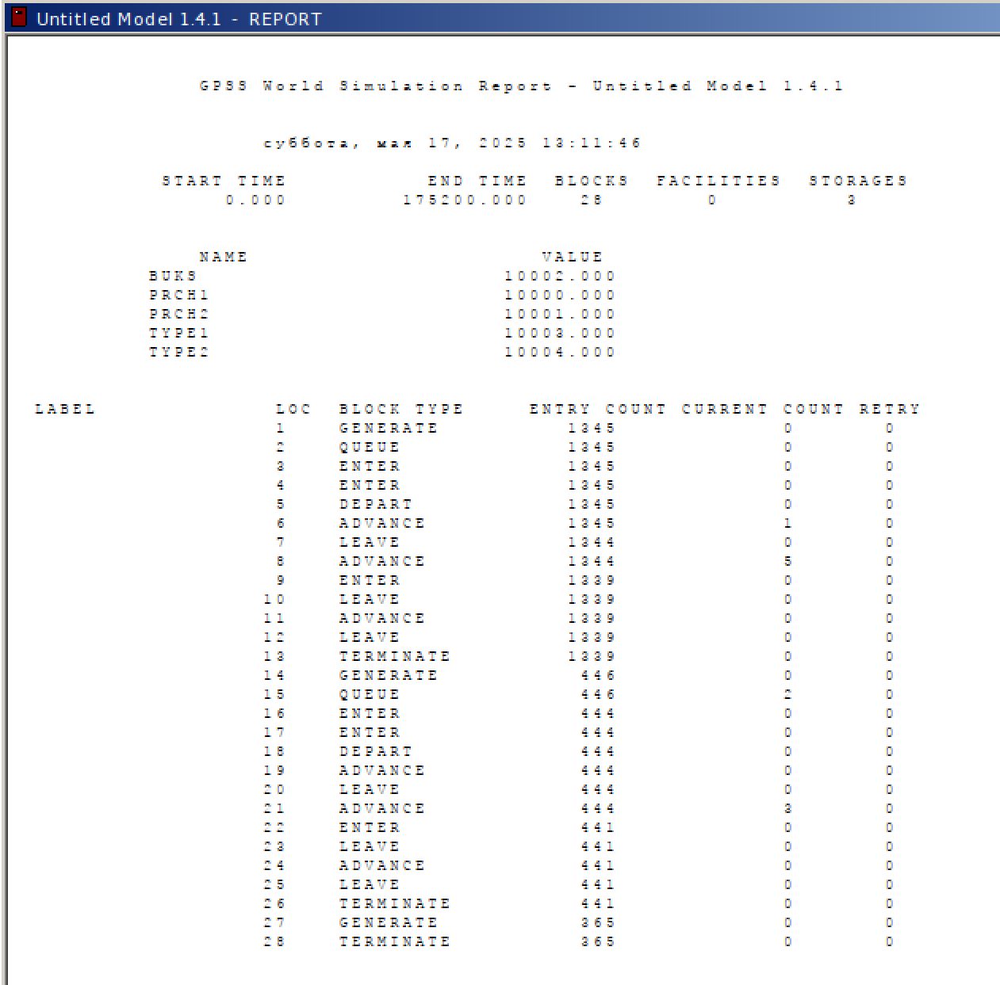 Untitled Model 1.4.1 - REPORT
GPSS World Simulation Report - Untitled Model 1.4.1
суббота, мая 17, 2025 13:11:46
START TIME END TIME BLOCKS FACILITIES STORAGES
0.000 175200.000 28 0 3
NAME VALUE
BUKS 10002.000
PRCH1 10000.000
PRCH2 10001.000
TYPE1 10003.000
TYPE2 10004.000
LABEL LOC BLOCK TYPE ENTRY COUNT CURRENT COUNT RETRY
1 GENERATE 1345 0 0
2 QUEUE 1345 0 0
3 ENTER 1345 0 0
4 ENTER 1345 0 0
5 DEPART 1345 0 0
6 ADVANCE 1345 1 0
7 LEAVE 1344 0 0
8 ADVANCE 1344 5 0
9 ENTER 1339 0 0
10 LEAVE 1339 0 0
11 ADVANCE 1339 0 0
12 LEAVE 1339 0 0
13 TERMINATE 1339 0 0
14 GENERATE 446 0 0
15 QUEUE 446 2 0
16 ENTER 444 0 0
17 ENTER 444 0 0
18 DEPART 444 0 0
19 ADVANCE 444 0 0
20 LEAVE 444 0 0
21 ADVANCE 444 3 0
22 ENTER 441 0 0
23 LEAVE 441 0 0
24 ADVANCE 441 0 0
25 LEAVE 441 0 0
26 TERMINATE 441 0 0
27 GENERATE 365 0 0
28 TERMINATE 365 0 0